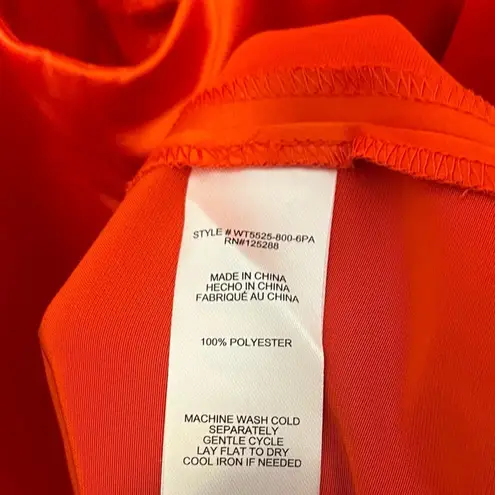 STYLE # WT5525-800-6PA
RN#125288
MADE IN CHINA
HECHO IN CHINA
FABRIQUÉ AU CHINA
100% POLYESTER
MACHINE WASH COLD
SEPARATELY
GENTLE CYCLE
LAY FLAT TO DRY
COOL IRON IF NEEDED